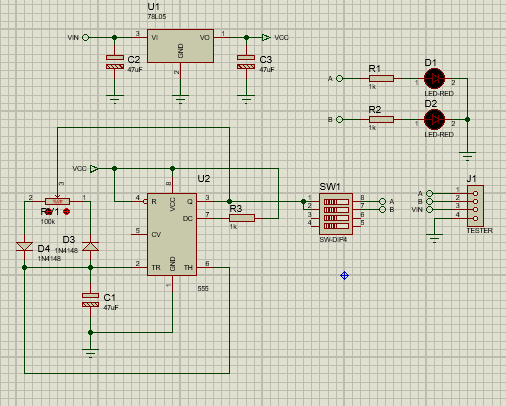 U1
78L05
VIN
3
VI
VO
1
VCC
GND
2
C2
47uF
C3
47uF
A
R1
1k
1
D1
2
LED-RED
B
R2
1k
1
D2
2
LED-RED
VCC
3
2
1
RV1
100k
D4
1N4148
D3
1N4148
C1
47uF
U2
8
VCC
4
R
Q
3
DC
7
5
CV
2
TR
GND
TH
6
1
555
R3
1k
SW1
1
2
3
4
8
7
6
5
A
B
SW-DIP4
J1
A
B
VIN
1
2
3
4
TESTER